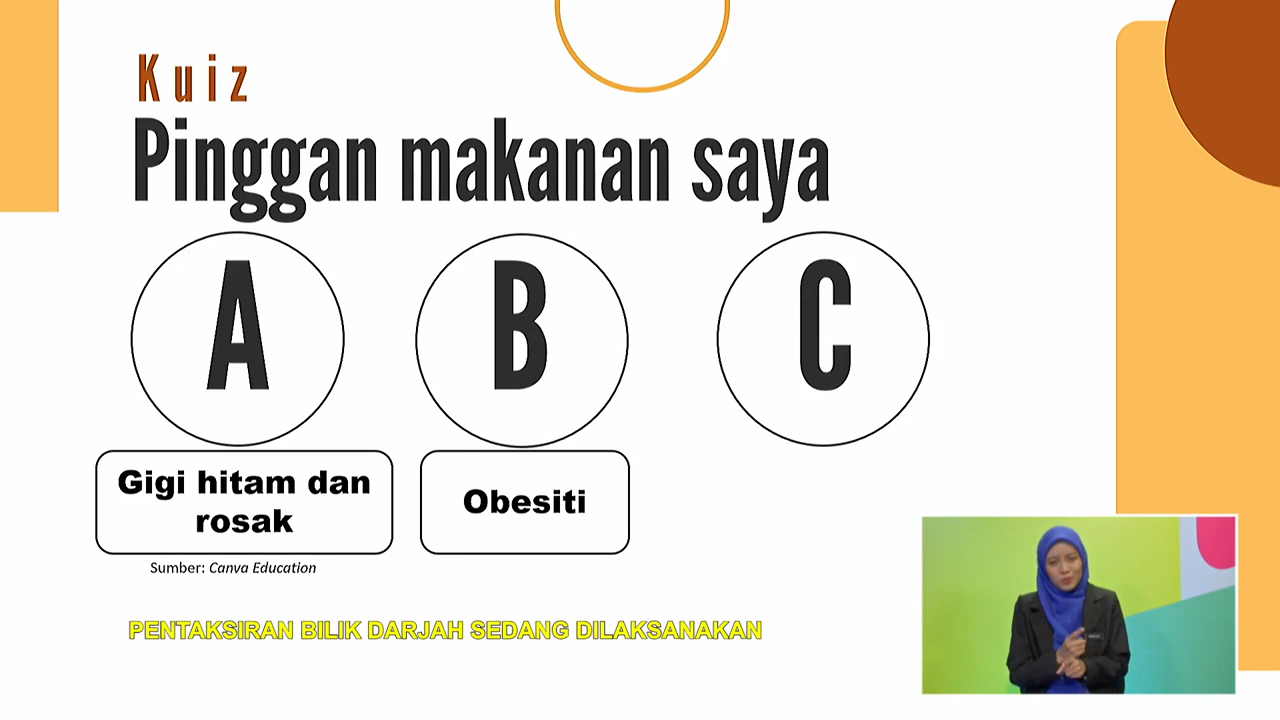 Kuiz
Pinggan makanan saya
A
B
C
Gigi hitam dan
rosak
Obesiti
Sumber: Canva Education
PENTAKSIRAN BILIK DARJAH SEDANG DILAKSANAKAN